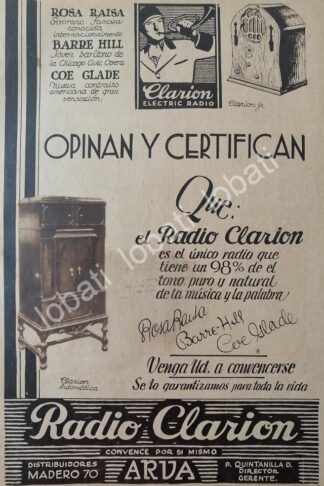 ROSA RAISA
Soprano famosa
conocida
internacionalmente
BARRE HILL
Joven barítono de
la Chicago Civic Opera
COE GLADE
Nueva contralto
americana de gran
sensación
Clarion
ELECTRIC RADIO
Clarion Jr.
OPINAN Y CERTIFICAN
Que:
el Radio Clarion
es el único radio que
tiene un 98% de el
tono puro y natural
de la música y la palabra
Rosa Raisa
Barre Hill
Coe Glade
Clarion
Automática
Venga Ud. a convencerse
Se lo garantizamos para toda la vida
Radio Clarion
CONVENCE POR SI MISMO
DISTRIBUIDORES
MADERO 70
ARVA
P. QUINTANILLA D.
DIRECTOR
GERENTE.
lobati lobati lobati